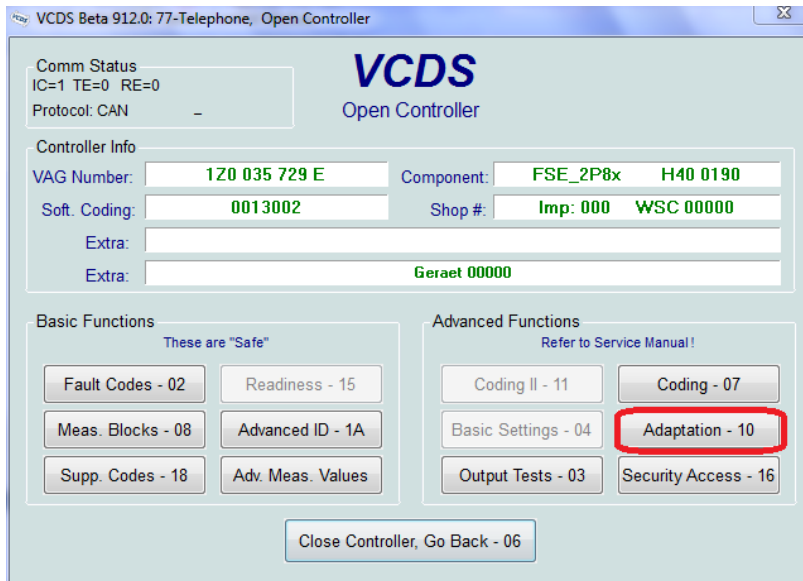 VCDS Beta 912.0: 77-Telephone, Open Controller
Comm Status
IC=1 TE=0 RE=0
Protocol: CAN –
VCDS
Open Controller
Controller Info
VAG Number: 1Z0 035 729 E Component: FSE_2P8x H40 0190
Soft. Coding: 0013002 Shop #: Imp: 000 WSC 00000
Extra:
Extra: Geraet 00000
Basic Functions
These are "Safe"
Fault Codes - 02 Readiness - 15
Meas. Blocks - 08 Advanced ID - 1A
Supp. Codes - 18 Adv. Meas. Values
Advanced Functions
Refer to Service Manual!
Coding II - 11 Coding - 07
Basic Settings - 04 Adaptation - 10
Output Tests - 03 Security Access - 16
Close Controller, Go Back - 06